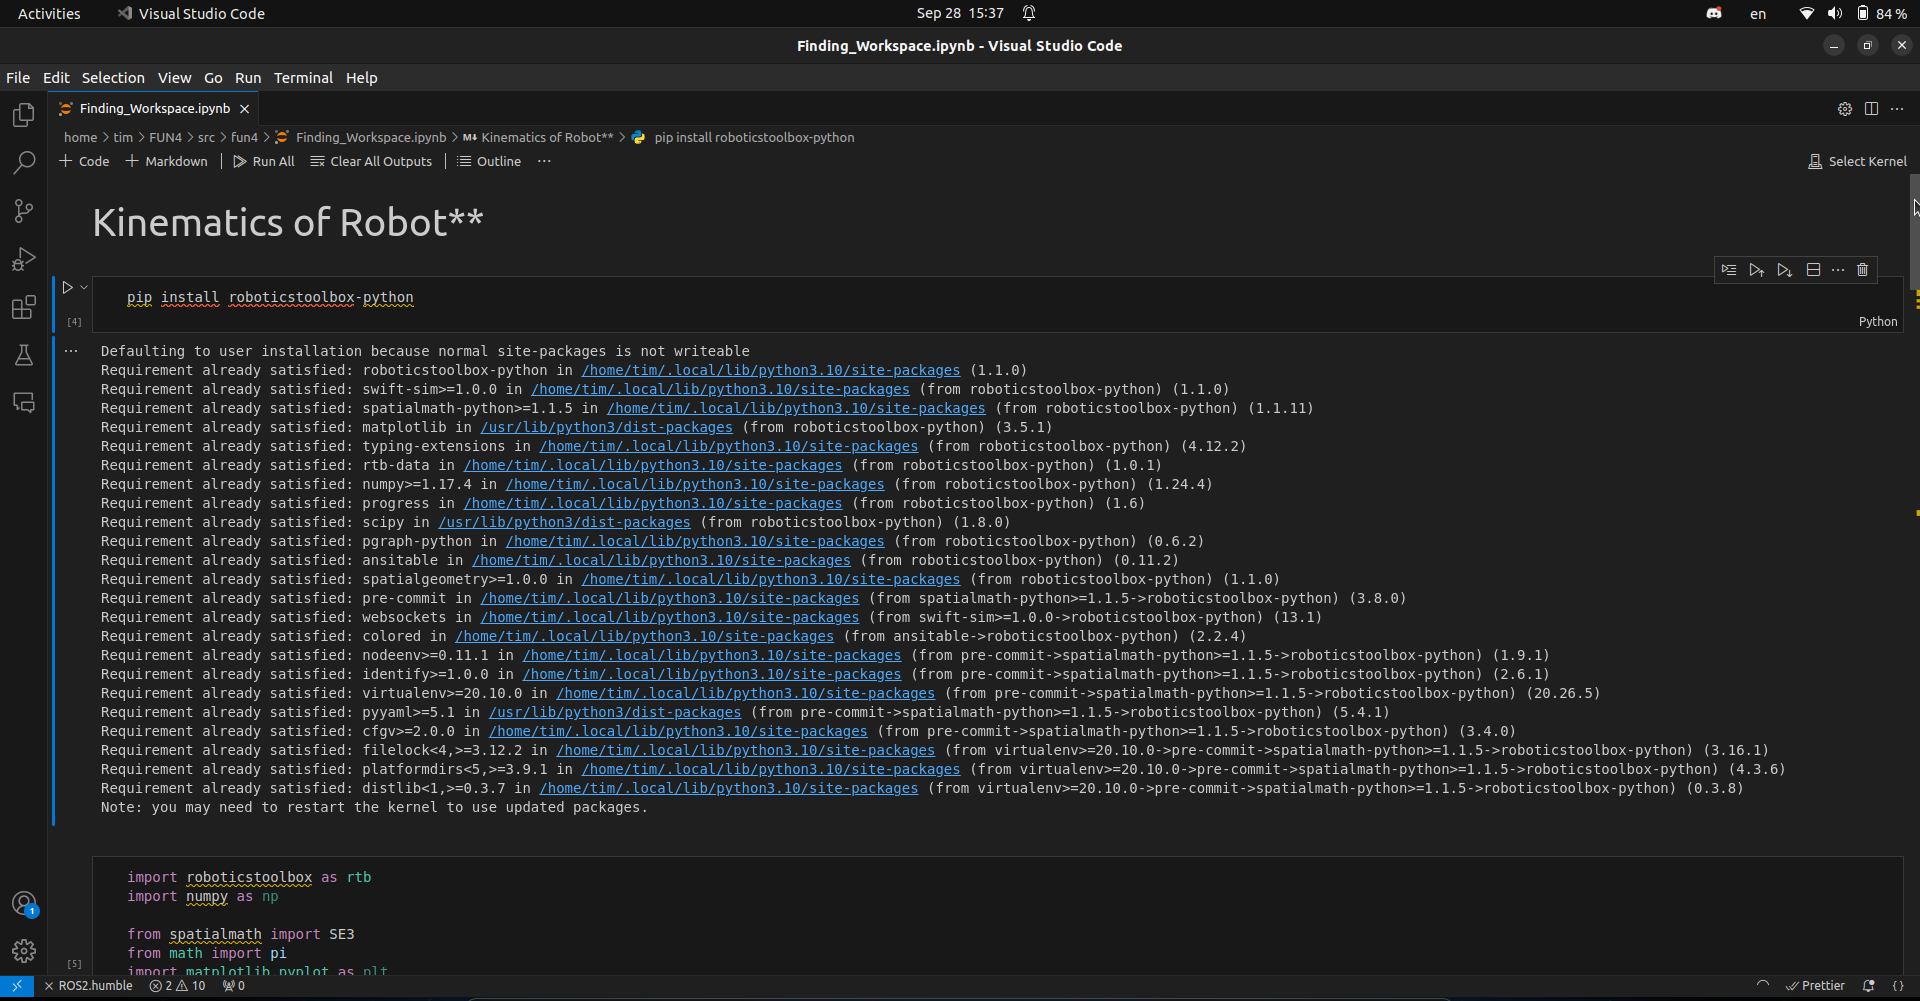 Activities
Visual Studio Code
Sep 28 15:37
en
84 %
Finding_Workspace.ipynb - Visual Studio Code
File Edit Selection View Go Run Terminal Help
Finding_Workspace.ipynb
home > tim > FUN4 > src > fun4 > Finding_Workspace.ipynb > M↓ Kinematics of Robot** > pip install roboticstoolbox-python
+ Code + Markdown | Run All Clear All Outputs | Outline ...
Select Kernel
Kinematics of Robot**
pip install roboticstoolbox-python
[4]
Python
Defaulting to user installation because normal site-packages is not writeable
Requirement already satisfied: roboticstoolbox-python in /home/tim/.local/lib/python3.10/site-packages (1.1.0)
Requirement already satisfied: swift-sim>=1.0.0 in /home/tim/.local/lib/python3.10/site-packages (from roboticstoolbox-python) (1.1.0)
Requirement already satisfied: spatialmath-python>=1.1.5 in /home/tim/.local/lib/python3.10/site-packages (from roboticstoolbox-python) (1.1.11)
Requirement already satisfied: matplotlib in /usr/lib/python3/dist-packages (from roboticstoolbox-python) (3.5.1)
Requirement already satisfied: typing-extensions in /home/tim/.local/lib/python3.10/site-packages (from roboticstoolbox-python) (4.12.2)
Requirement already satisfied: rtb-data in /home/tim/.local/lib/python3.10/site-packages (from roboticstoolbox-python) (1.0.1)
Requirement already satisfied: numpy>=1.17.4 in /home/tim/.local/lib/python3.10/site-packages (from roboticstoolbox-python) (1.24.4)
Requirement already satisfied: progress in /home/tim/.local/lib/python3.10/site-packages (from roboticstoolbox-python) (1.6)
Requirement already satisfied: scipy in /usr/lib/python3/dist-packages (from roboticstoolbox-python) (1.8.0)
Requirement already satisfied: pgraph-python in /home/tim/.local/lib/python3.10/site-packages (from roboticstoolbox-python) (0.6.2)
Requirement already satisfied: ansitable in /home/tim/.local/lib/python3.10/site-packages (from roboticstoolbox-python) (0.11.2)
Requirement already satisfied: spatialgeometry>=1.0.0 in /home/tim/.local/lib/python3.10/site-packages (from roboticstoolbox-python) (1.1.0)
Requirement already satisfied: pre-commit in /home/tim/.local/lib/python3.10/site-packages (from spatialmath-python>=1.1.5->roboticstoolbox-python) (3.8.0)
Requirement already satisfied: websockets in /home/tim/.local/lib/python3.10/site-packages (from swift-sim>=1.0.0->roboticstoolbox-python) (13.1)
Requirement already satisfied: colored in /home/tim/.local/lib/python3.10/site-packages (from ansitable->roboticstoolbox-python) (2.2.4)
Requirement already satisfied: nodeenv>=0.11.1 in /home/tim/.local/lib/python3.10/site-packages (from pre-commit->spatialmath-python>=1.1.5->roboticstoolbox-python) (1.9.1)
Requirement already satisfied: identify>=1.0.0 in /home/tim/.local/lib/python3.10/site-packages (from pre-commit->spatialmath-python>=1.1.5->roboticstoolbox-python) (2.6.1)
Requirement already satisfied: virtualenv>=20.10.0 in /home/tim/.local/lib/python3.10/site-packages (from pre-commit->spatialmath-python>=1.1.5->roboticstoolbox-python) (20.26.5)
Requirement already satisfied: pyyaml>=5.1 in /usr/lib/python3/dist-packages (from pre-commit->spatialmath-python>=1.1.5->roboticstoolbox-python) (5.4.1)
Requirement already satisfied: cfgv>=2.0.0 in /home/tim/.local/lib/python3.10/site-packages (from pre-commit->spatialmath-python>=1.1.5->roboticstoolbox-python) (3.4.0)
Requirement already satisfied: filelock<4,>=3.12.2 in /home/tim/.local/lib/python3.10/site-packages (from virtualenv>=20.10.0->pre-commit->spatialmath-python>=1.1.5->roboticstoolbox-python) (3.16.1)
Requirement already satisfied: platformdirs<5,>=3.9.1 in /home/tim/.local/lib/python3.10/site-packages (from virtualenv>=20.10.0->pre-commit->spatialmath-python>=1.1.5->roboticstoolbox-python) (4.3.6)
Requirement already satisfied: distlib<1,>=0.3.7 in /home/tim/.local/lib/python3.10/site-packages (from virtualenv>=20.10.0->pre-commit->spatialmath-python>=1.1.5->roboticstoolbox-python) (0.3.8)
Note: you may need to restart the kernel to use updated packages.
import roboticstoolbox as rtb
import numpy as np
from spatialmath import SE3
from math import pi
import matplotlib.pyplot as plt
[5]
1
ROS2.humble 2 10 0
Prettier {}